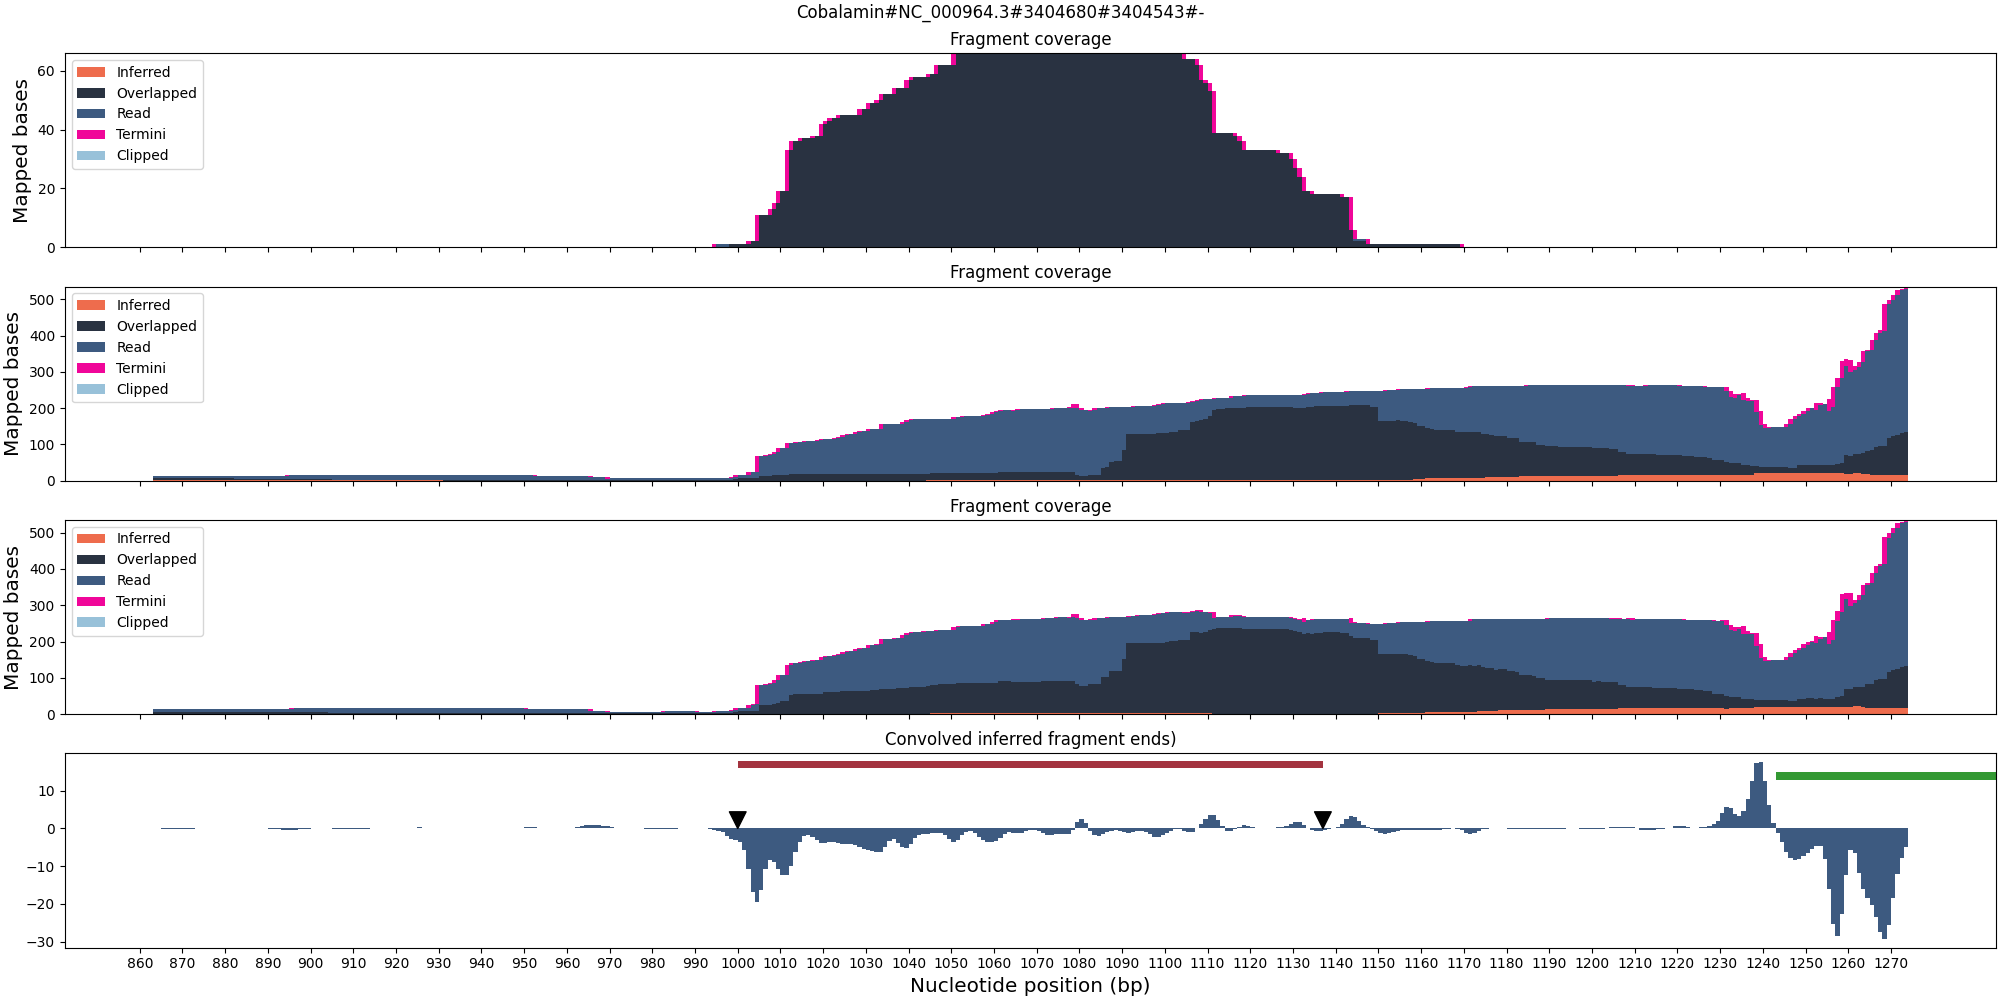 Cobalamin#NC_000964.3#3404680#3404543#-
Fragment coverage
Mapped bases
60
40
20
0
Inferred
Overlapped
Read
Termini
Clipped
Fragment coverage
Mapped bases
500
400
300
200
100
0
Inferred
Overlapped
Read
Termini
Clipped
Fragment coverage
Mapped bases
500
400
300
200
100
0
Inferred
Overlapped
Read
Termini
Clipped
Convolved inferred fragment ends)
10
0
−10
−20
−30
860 870 880 890 900 910 920 930 940 950 960 970 980 990 1000 1010 1020 1030 1040 1050 1060 1070 1080 1090 1100 1110 1120 1130 1140 1150 1160 1170 1180 1190 1200 1210 1220 1230 1240 1250 1260 1270
Nucleotide position (bp)